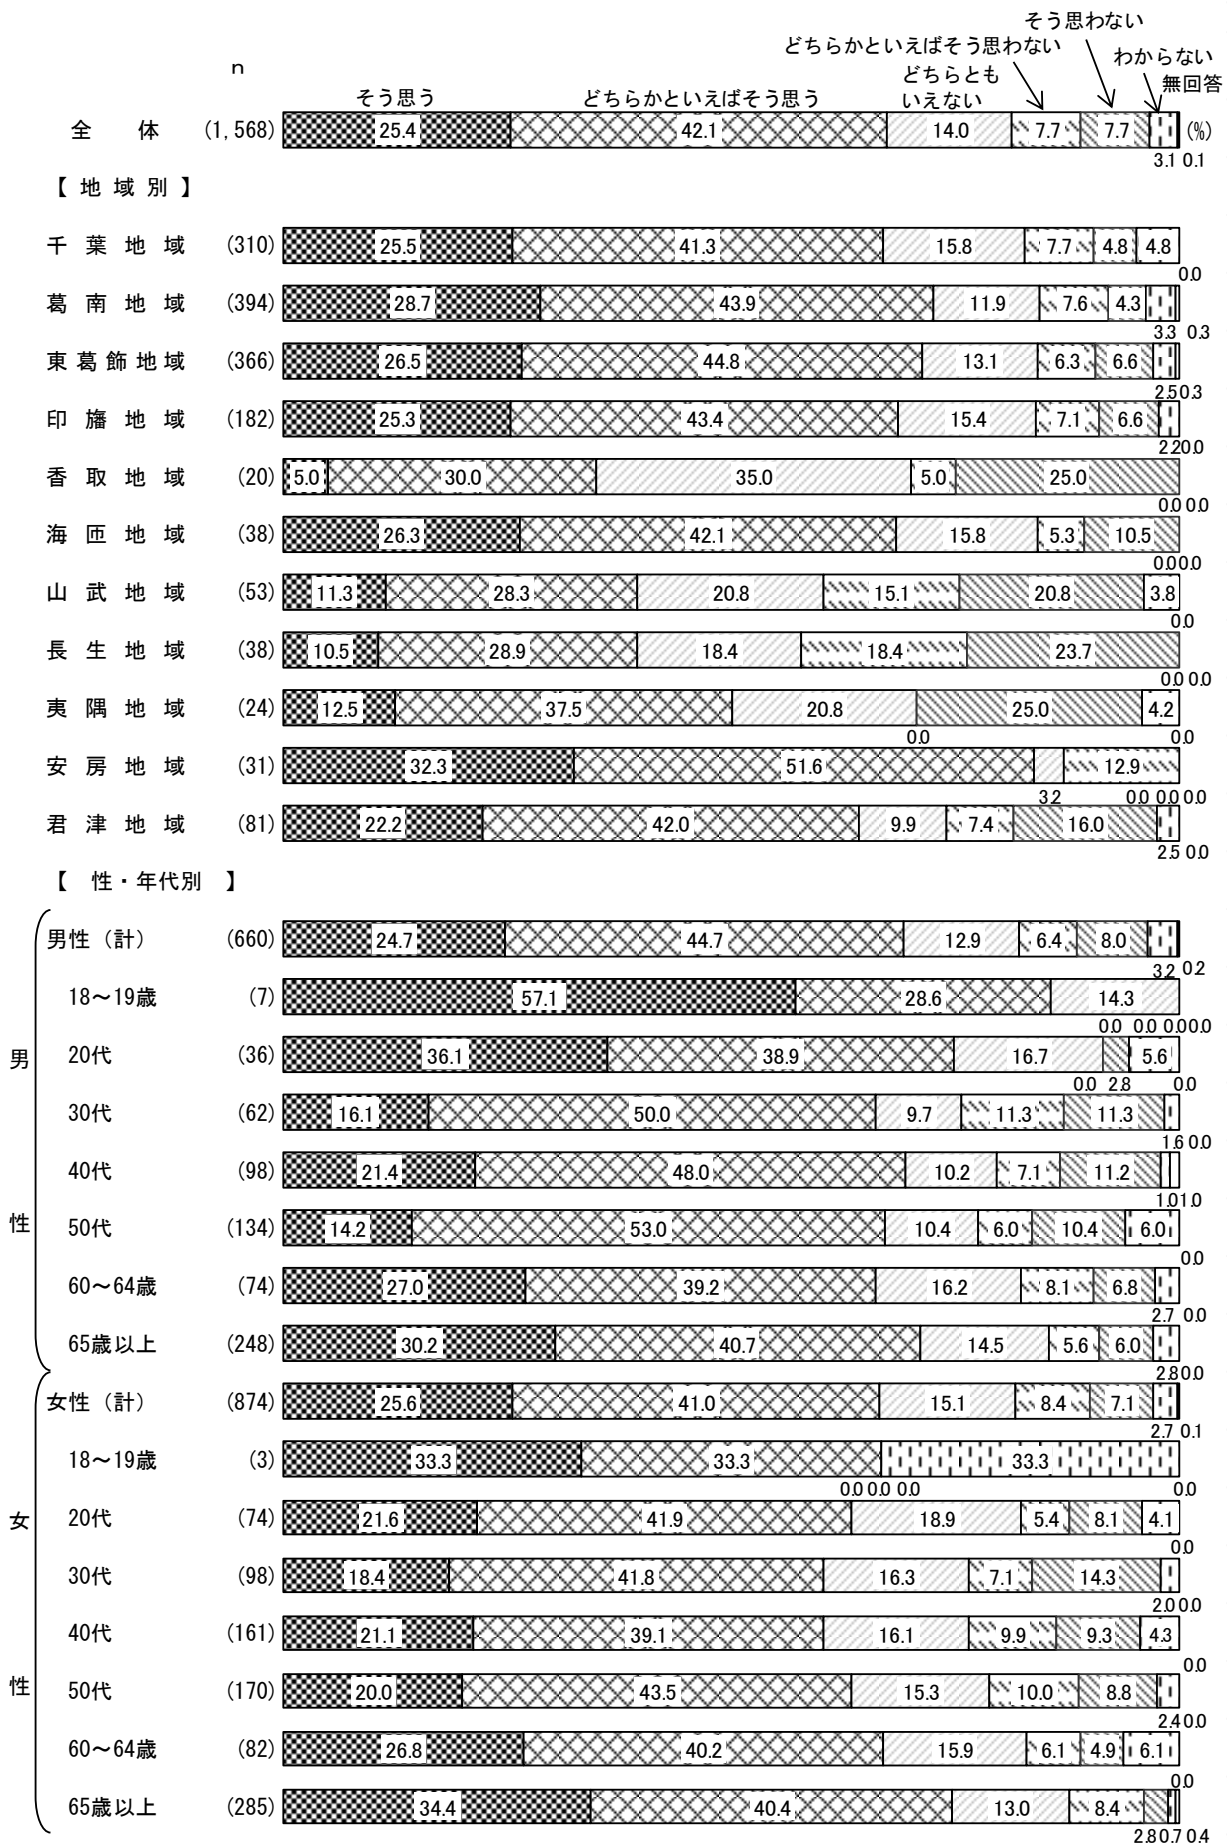 そう思わない
どちらかといえばそう思わない
わからない
n
どちらとも
無回答
そう思う どちらかといえばそう思う いえない
全 体 (1,568) 25.4 42.1 14.0 7.7 7.7 (%)
3.1 0.1
【 地 域 別 】
千 葉 地 域 (310) 25.5 41.3 15.8 7.7 4.8 4.8
0.0
葛 南 地 域 (394) 28.7 43.9 11.9 7.6 4.3
3.3 0.3
東 葛 飾 地 域 (366) 26.5 44.8 13.1 6.3 6.6
2.5 0.3
印 旛 地 域 (182) 25.3 43.4 15.4 7.1 6.6
2.2 0.0
香 取 地 域 (20) 5.0 30.0 35.0 5.0 25.0
0.0 0.0
海 匝 地 域 (38) 26.3 42.1 15.8 5.3 10.5
0.0 0.0
山 武 地 域 (53) 11.3 28.3 20.8 15.1 20.8 3.8
0.0
長 生 地 域 (38) 10.5 28.9 18.4 18.4 23.7
0.0 0.0
夷 隅 地 域 (24) 12.5 37.5 20.8 25.0 4.2
0.0 0.0
安 房 地 域 (31) 32.3 51.6 12.9
3.2 0.0 0.0 0.0
君 津 地 域 (81) 22.2 42.0 9.9 7.4 16.0
2.5 0.0
【 性・年代別 】
男性（計） (660) 24.7 44.7 12.9 6.4 8.0
3.2 0.2
18～19歳 (7) 57.1 28.6 14.3
0.0 0.0 0.0 0.0
男 20代 (36) 36.1 38.9 16.7 5.6
0.0 2.8 0.0
30代 (62) 16.1 50.0 9.7 11.3 11.3
1.6 0.0
40代 (98) 21.4 48.0 10.2 7.1 11.2
1.0 1.0
性 50代 (134) 14.2 53.0 10.4 6.0 10.4 6.0
0.0
60～64歳 (74) 27.0 39.2 16.2 8.1 6.8
2.7 0.0
65歳以上 (248) 30.2 40.7 14.5 5.6 6.0
2.8 0.0
女性（計） (874) 25.6 41.0 15.1 8.4 7.1
2.7 0.1
18～19歳 (3) 33.3 33.3 33.3
0.0 0.0 0.0 0.0
女 20代 (74) 21.6 41.9 18.9 5.4 8.1 4.1
0.0
30代 (98) 18.4 41.8 16.3 7.1 14.3
2.0 0.0
40代 (161) 21.1 39.1 16.1 9.9 9.3 4.3
0.0
性 50代 (170) 20.0 43.5 15.3 10.0 8.8
2.4 0.0
60～64歳 (82) 26.8 40.2 15.9 6.1 4.9 6.1
0.0
65歳以上 (285) 34.4 40.4 13.0 8.4
2.8 0.7 0.4